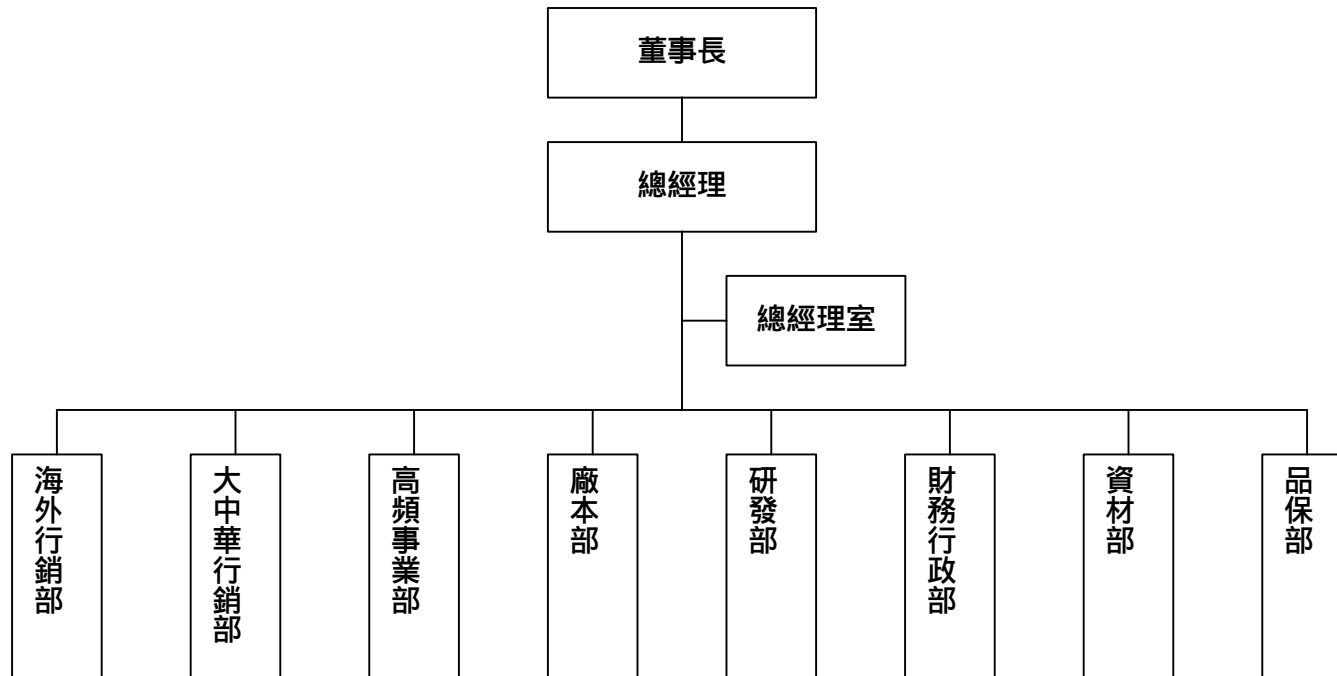 董事長
總經理
總經理室
海外行銷部
大中華行銷部
高頻事業部
廠本部
研發部
財務行政部
資材部
品保部